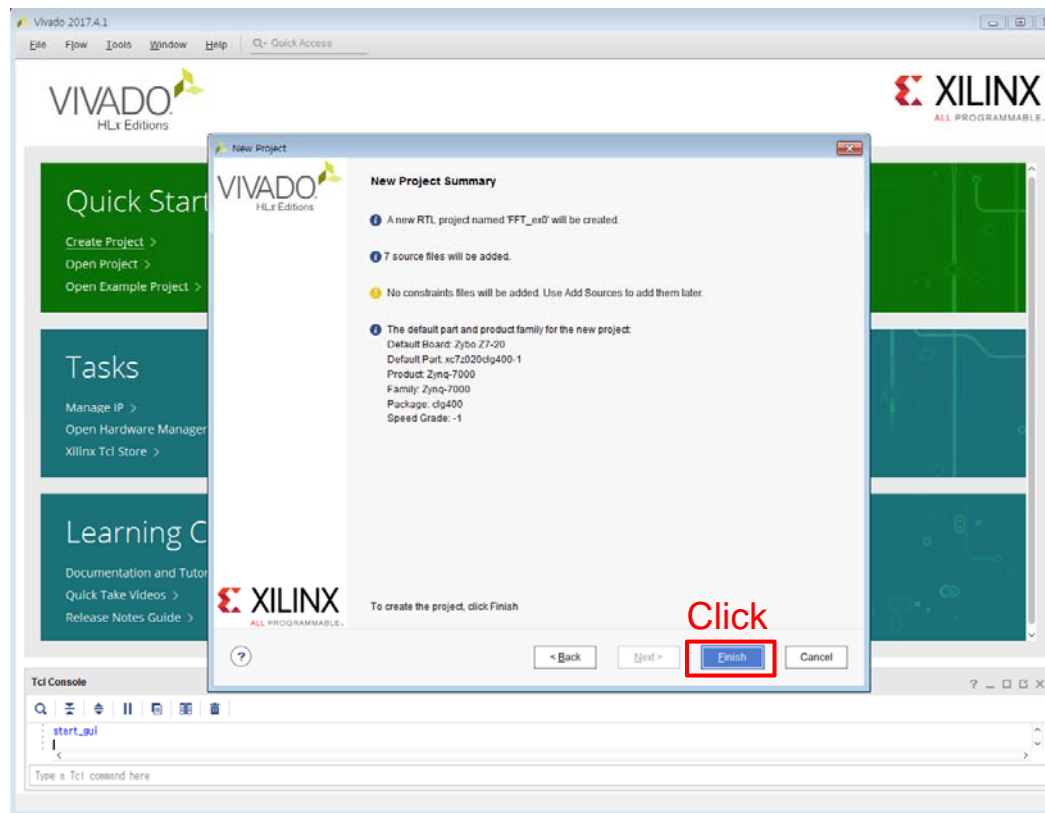 Vivado 2017.4.1
File Flow Tools Window Help Q- Quick Access
VIVADO.
HLx Editions
XILINX
ALL PROGRAMMABLE.
Quick Start
Create Project >
Open Project >
Open Example Project >
Tasks
Manage IP >
Open Hardware Manager
Xilinx Tcl Store >
Learning C
Documentation and Tutor
Quick Take Videos >
Release Notes Guide >
New Project
VIVADO.
HLx Editions
New Project Summary
A new RTL project named 'FFT_ex0' will be created.
7 source files will be added.
No constraints files will be added. Use Add Sources to add them later.
The default part and product family for the new project:
Default Board: Zybo Z7-20
Default Part: xc7z020clg400-1
Product: Zynq-7000
Family: Zynq-7000
Package: clg400
Speed Grade: -1
XILINX
ALL PROGRAMMABLE.
To create the project, click Finish
Click
?
< Back Next > Finish Cancel
Tcl Console
start_gui
Type a Tcl command here